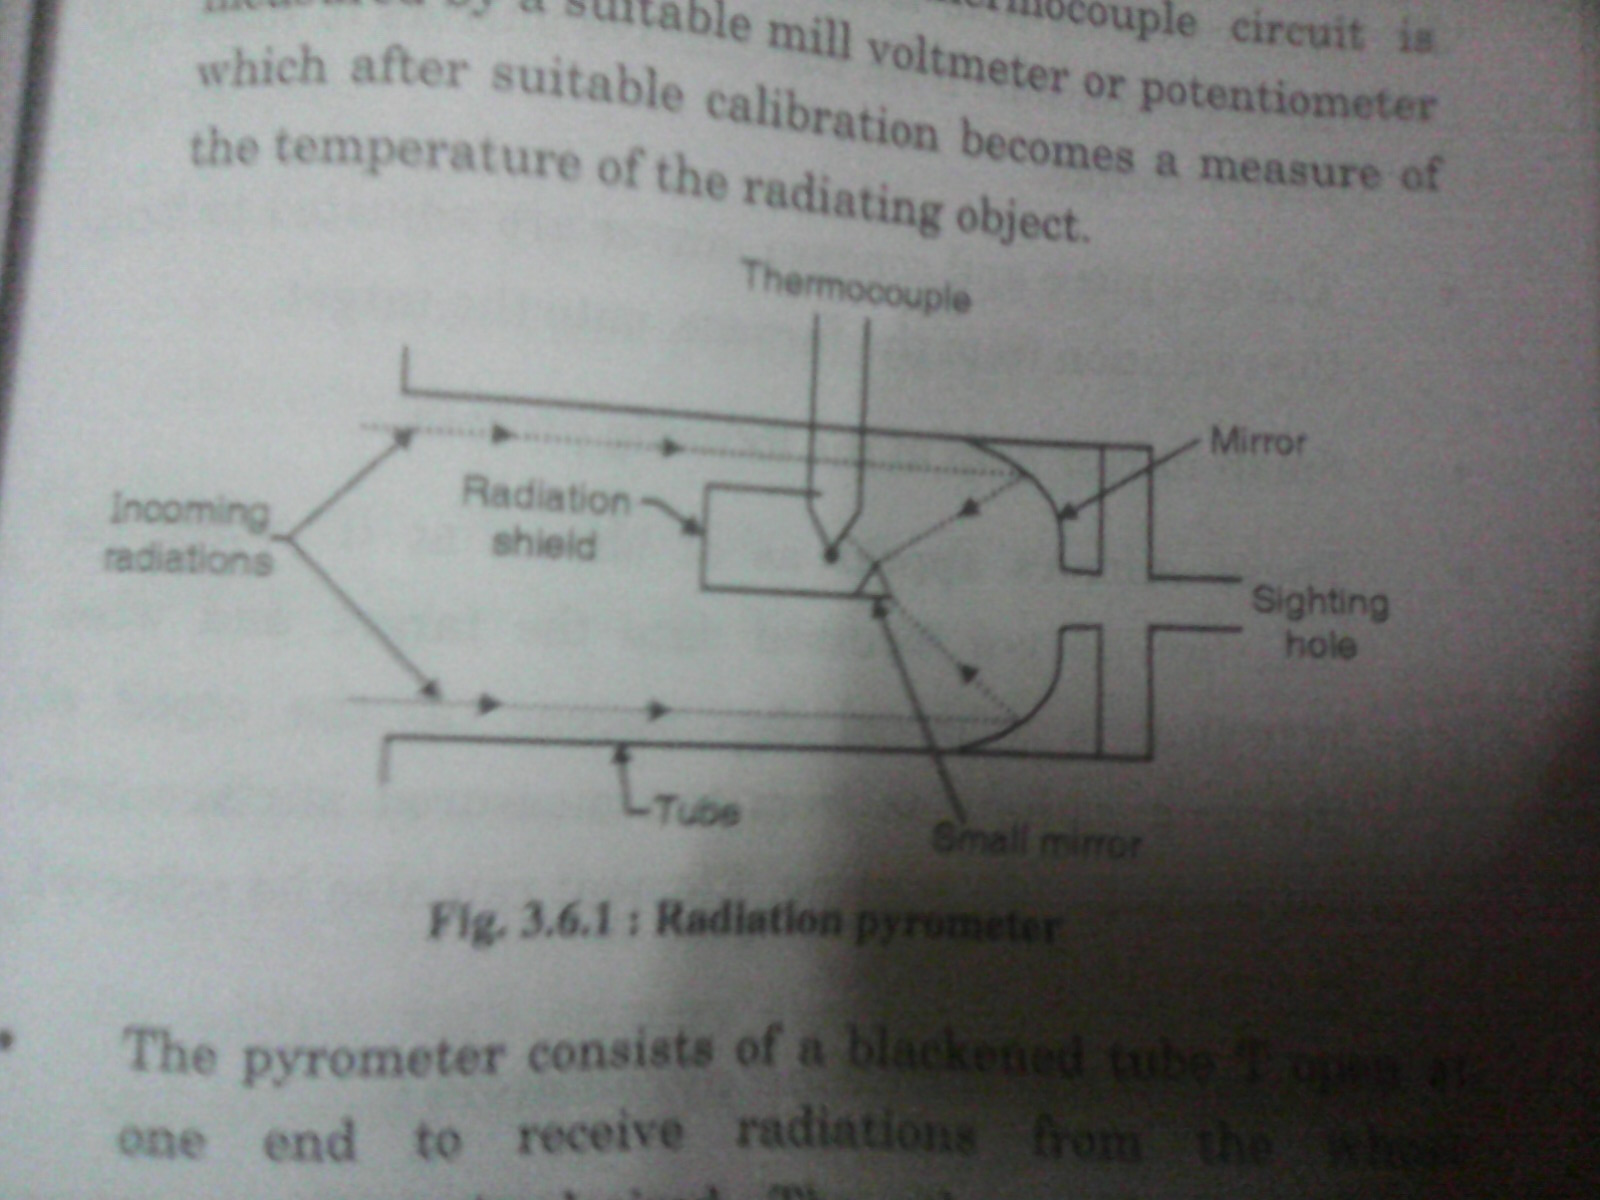 measured by a suitable mill voltmeter or potentiometer
thermocouple circuit is
which after suitable calibration becomes a measure of
the temperature of the radiating object.
Thermocouple
Mirror
Radiation
shield
Incoming
radiations
Sighting
hole
Tube
Small mirror
Fig. 3.6.1 : Radiation pyrometer
• The pyrometer consists of a blackened tube T open at
one end to receive radiations from the